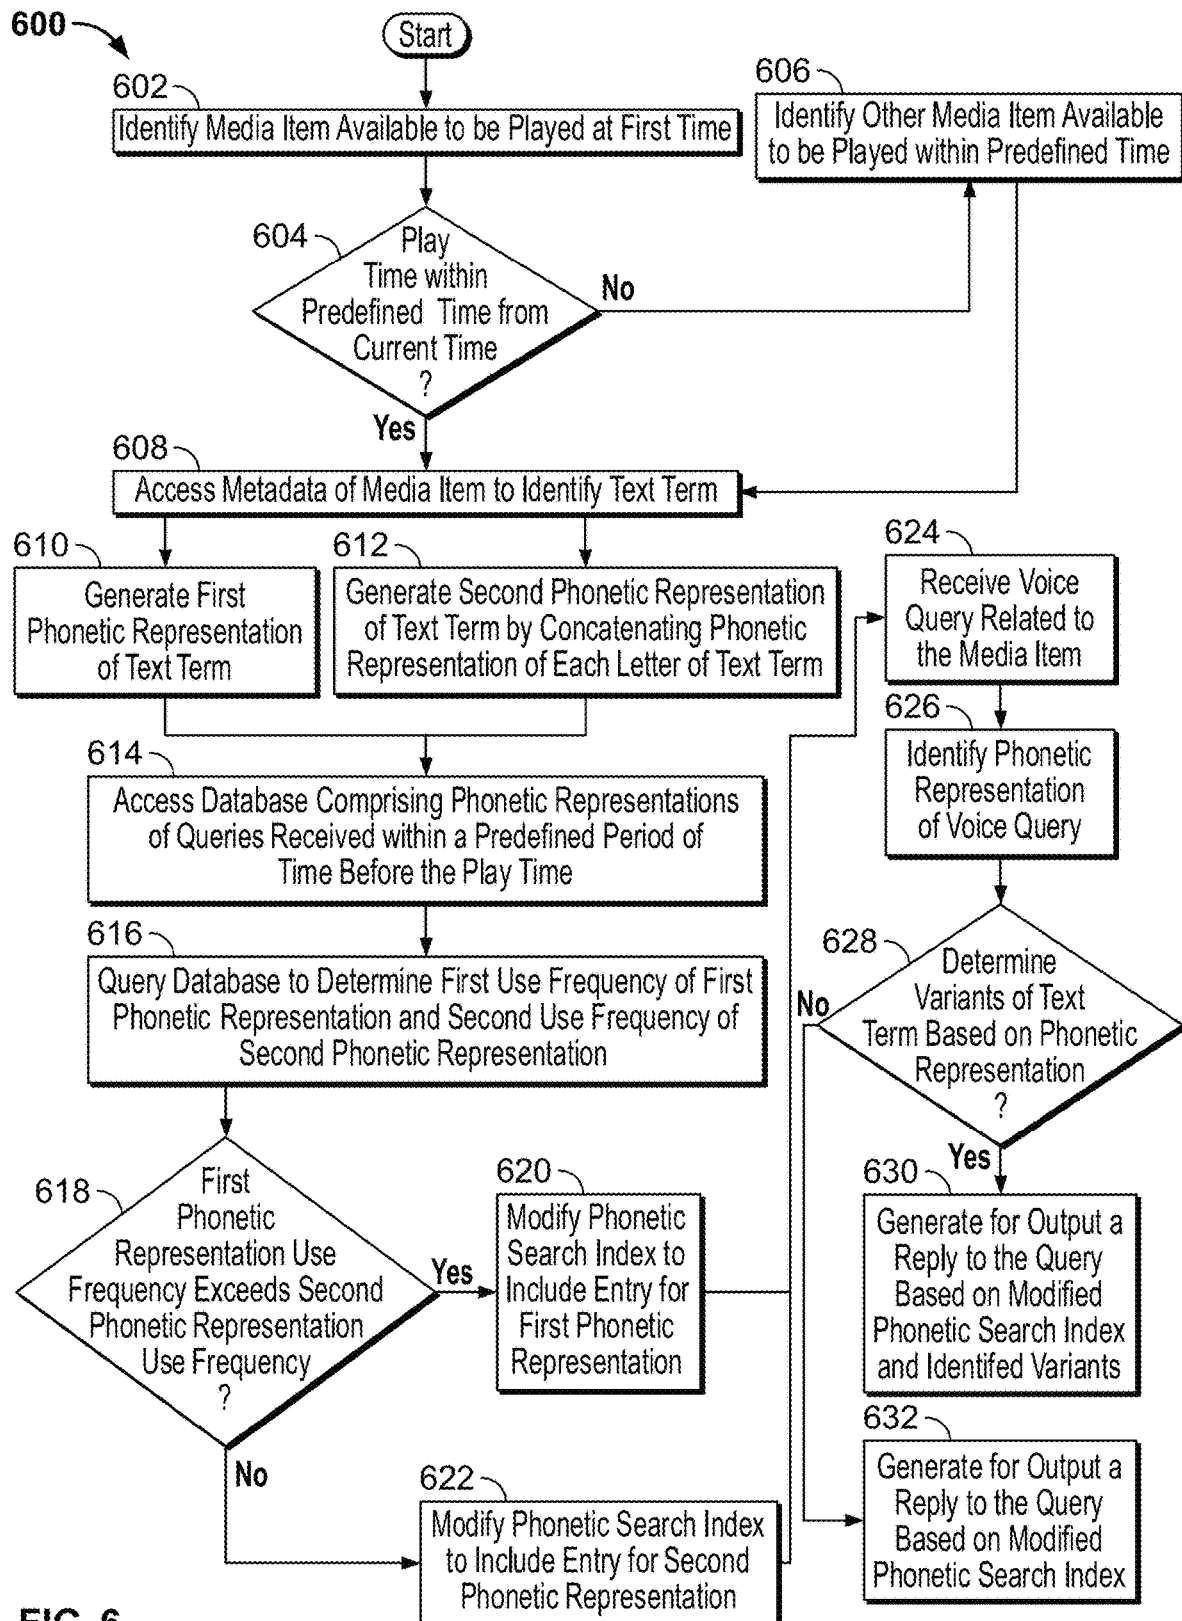 600
Start
602
Identify Media Item Available to be Played at First Time
606
Identify Other Media Item Available
to be Played within Predefined Time
604
Play
Time within
Predefined Time from
Current Time
?
No
Yes
608
Access Metadata of Media Item to Identify Text Term
610
Generate First
Phonetic Representation
of Text Term
612
Generate Second Phonetic Representation
of Text Term by Concatenating Phonetic
Representation of Each Letter of Text Term
614
Access Database Comprising Phonetic Representations
of Queries Received within a Predefined Period of
Time Before the Play Time
616
Query Database to Determine First Use Frequency of First
Phonetic Representation and Second Use Frequency of
Second Phonetic Representation
618
First
Phonetic
Representation Use
Frequency Exceeds Second
Phonetic Representation
Use Frequency
?
Yes
No
620
Modify Phonetic
Search Index to
Include Entry for
First Phonetic
Representation
622
Modify Phonetic Search Index
to Include Entry for Second
Phonetic Representation
624
Receive Voice
Query Related to
the Media Item
626
Identify Phonetic
Representation
of Voice Query
628
Determine
Variants of Text
Term Based on Phonetic
Representation
?
No
Yes
630
Generate for Output a
Reply to the Query
Based on Modified
Phonetic Search Index
and Identifed Variants
632
Generate for Output a
Reply to the Query
Based on Modified
Phonetic Search Index
FIG. 6